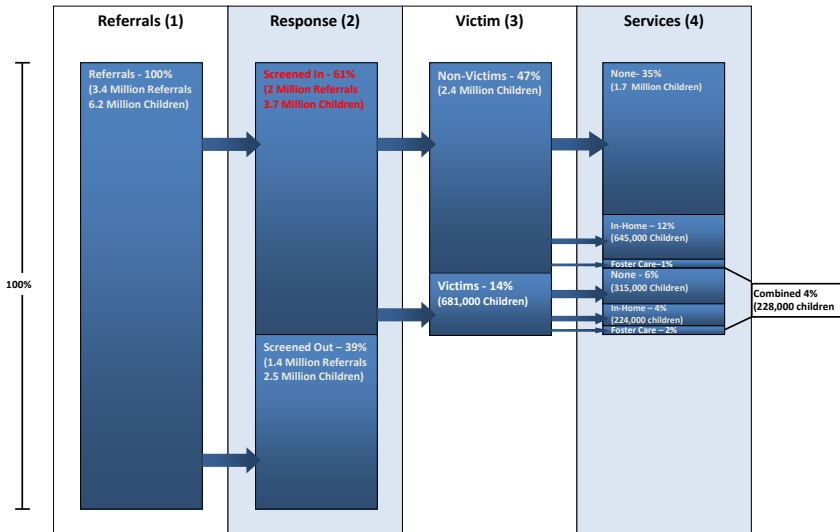 Referrals (1)
Response (2)
Victim (3)
Services (4)
100%
Referrals - 100%
(3.4 Million Referrals
6.2 Million Children)
Screened In - 61%
(2 Million Referrals
3.7 Million Children)
Screened Out – 39%
(1.4 Million Referrals
2.5 Million Children)
Non-Victims - 47%
(2.4 Million Children)
Victims - 14%
(681,000 Children)
None- 35%
(1.7 Million Children)
In-Home – 12%
(645,000 Children)
Foster Care–1%
None - 6%
(315,000 Children)
In-Home – 4%
(224,000 children)
Foster Care - 2%
Combined 4%
(228,000 children